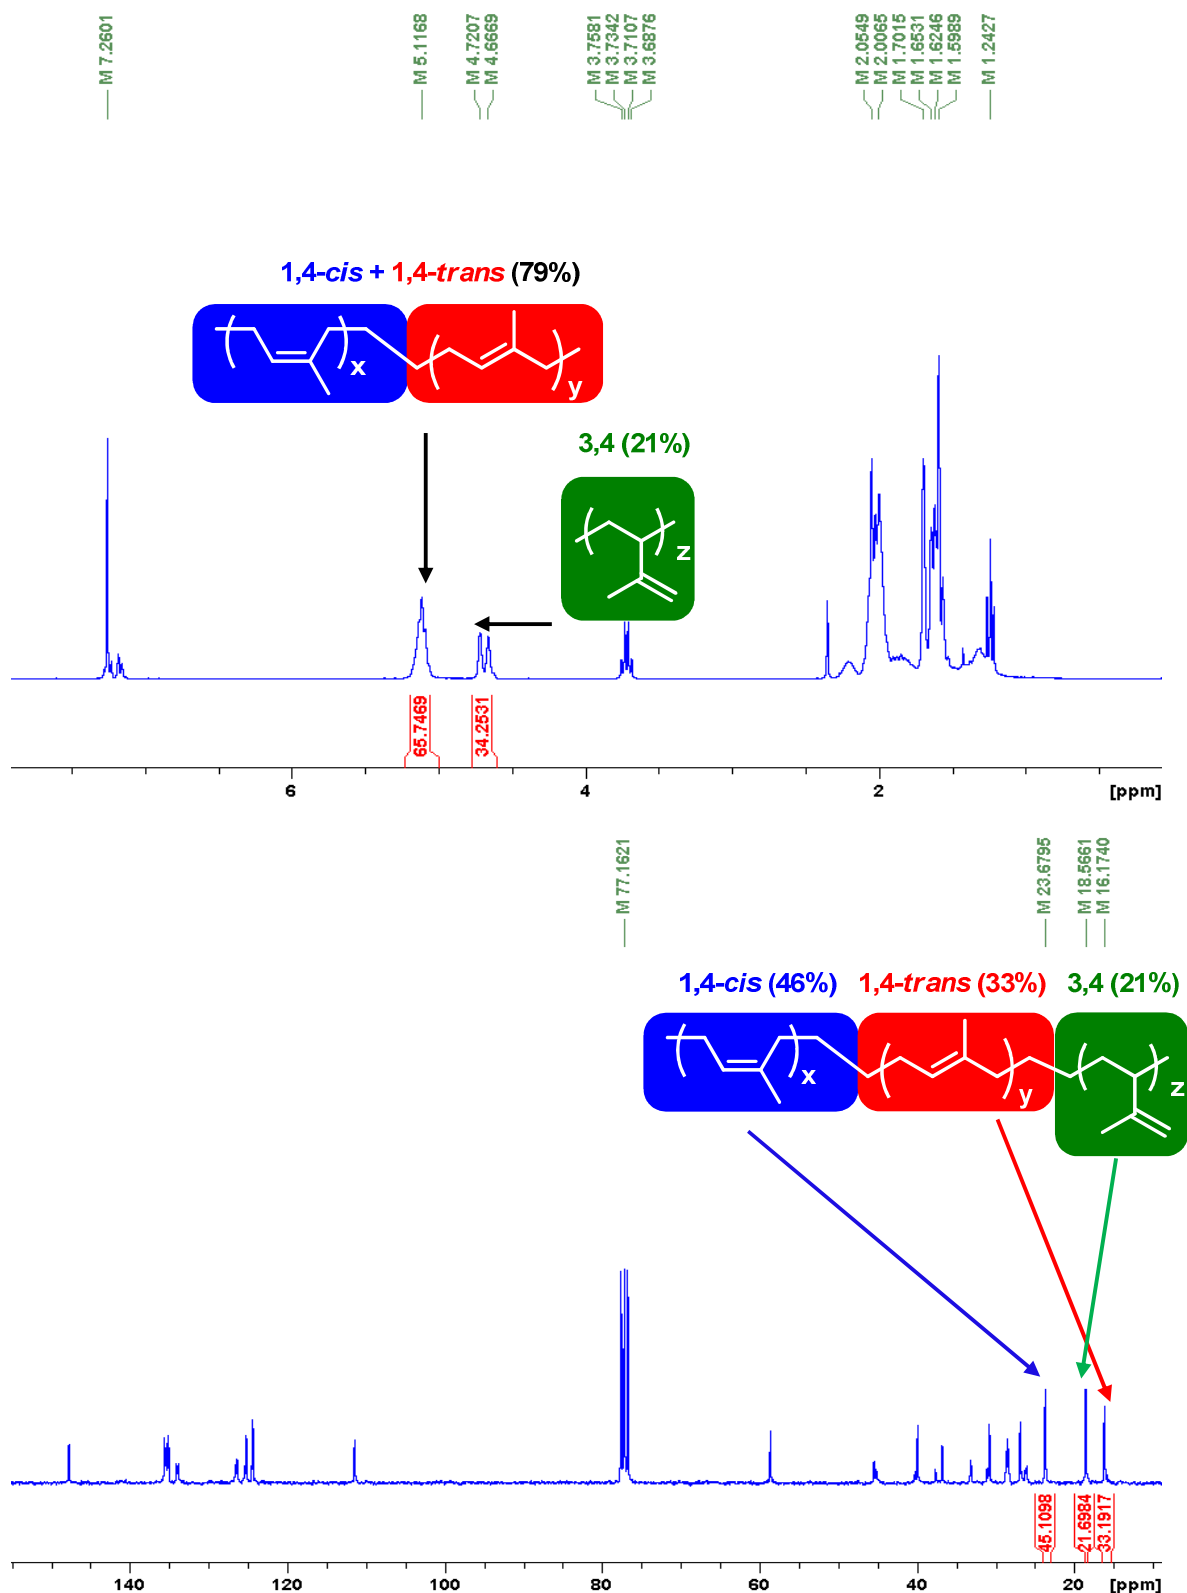 M 7.2601
M 5.1168
M 4.7207
M 4.6669
M 3.7581
M 3.7342
M 3.7107
M 3.6876
M 2.0549
M 2.0065
M 1.7015
M 1.6531
M 1.6246
M 1.5989
M 1.2427
1,4-cis + 1,4-trans (79%)
x
y
3,4 (21%)
z
65.7469
34.2531
6
4
2
[ppm]
M 77.1621
M 23.6795
M 18.5661
M 16.1740
1,4-cis (46%)
1,4-trans (33%)
3,4 (21%)
x
y
z
45.1098
21.6984
33.1917
140
120
100
80
60
40
20
[ppm]